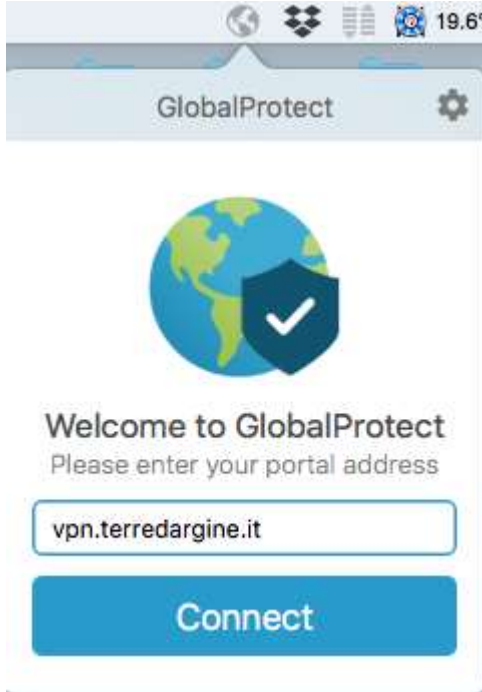 19.6°
GlobalProtect
Welcome to GlobalProtect
Please enter your portal address
vpn.terredargine.it
Connect